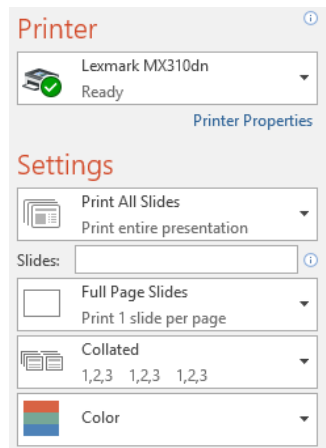 Printer
Lexmark MX310dn
Ready
Printer Properties
Settings
Print All Slides
Print entire presentation
Slides:
Full Page Slides
Print 1 slide per page
Collated
1,2,3 1,2,3 1,2,3
Color